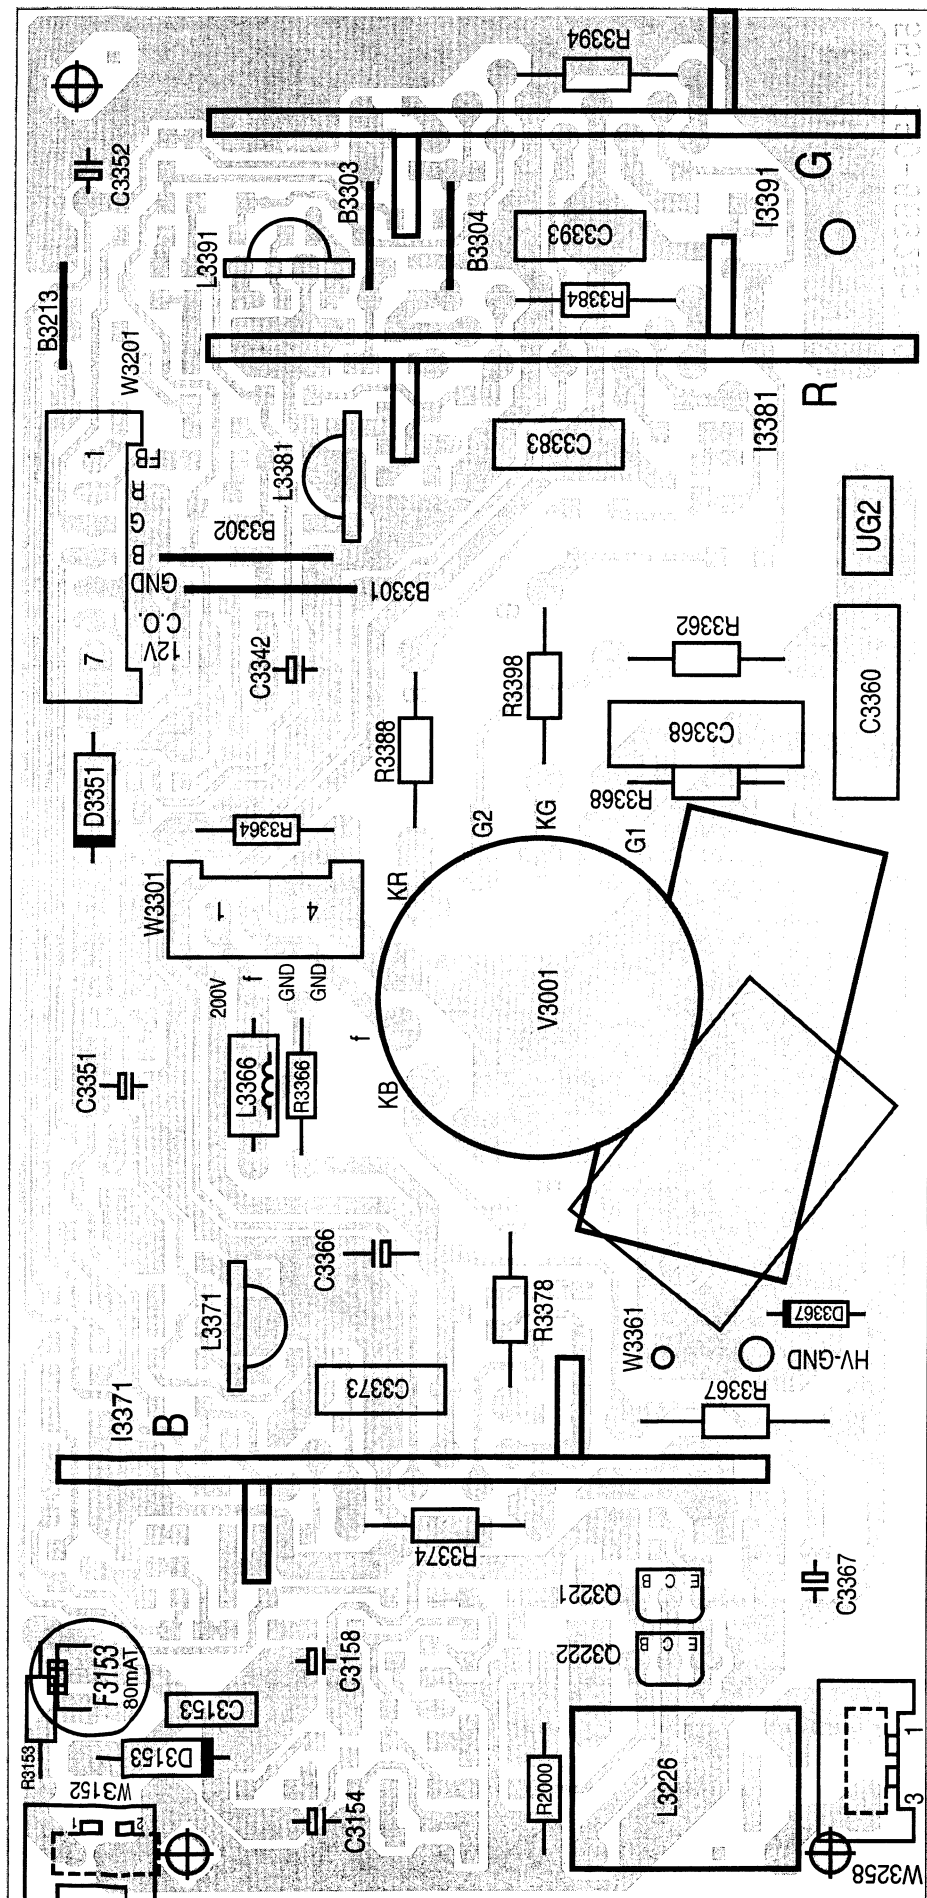 R3394
C3352
G
B3303
I3391
L3391
B3304
C3393
R3384
B3213
W3201
R
I3381
1
FB
L3381
C3383
R
G
UG2
B
B3302
GND
B3301
C.O.
12V
7
C3342
R3362
R3398
C3368
C3360
R3388
D3351
R3368
G2
KG
R3364
G1
KR
W3301
1
4
200V
f
GND
GND
V3001
f
C3351
L3366
R3366
KB
C3366
L3371
R3378
D3367
W3361
HV-GND
C3373
R3367
I3371
B
R3374
Q3221
E C B
C3367
Q3222
E C B
F3153
80mAT
C3158
C3153
R3153
D3153
1
W3152
R2000
L3226
3
1
2
C3154
W3258